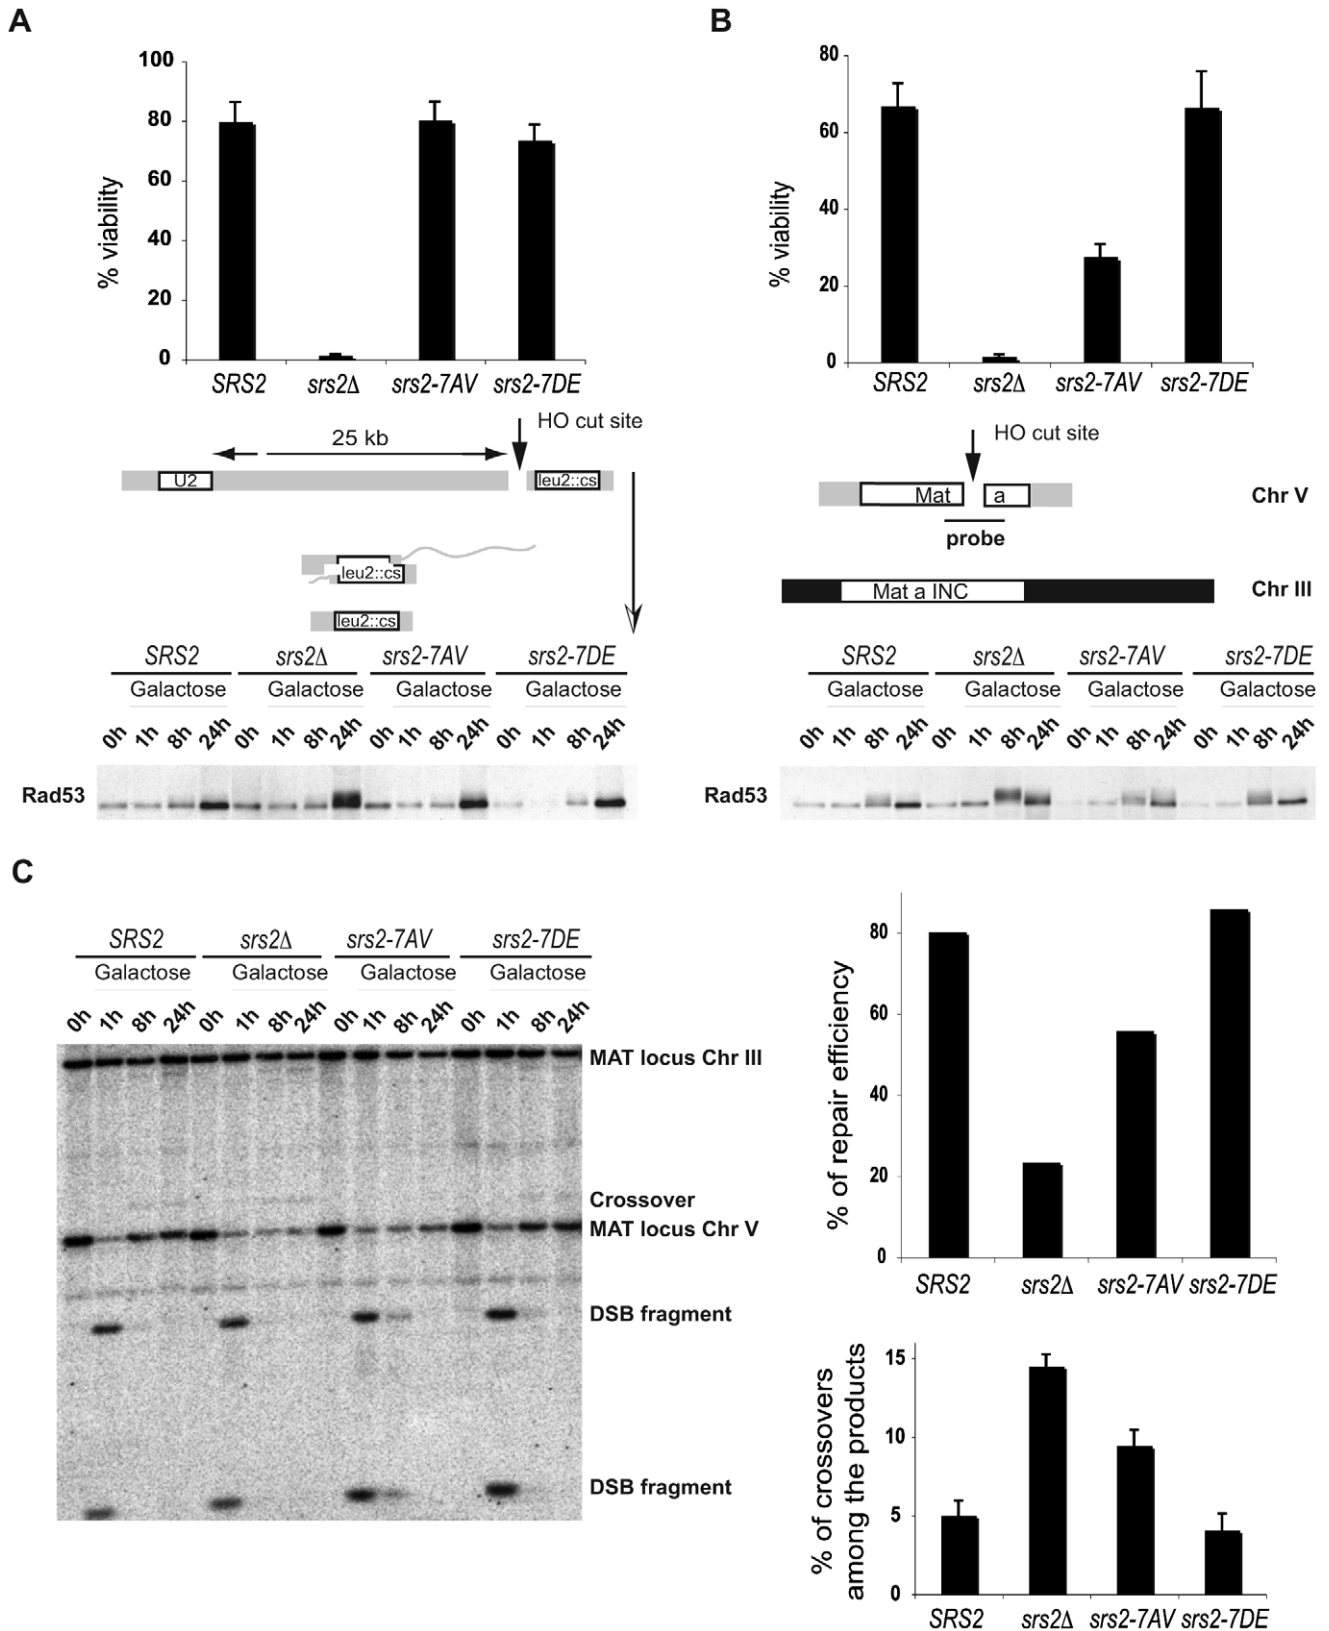 A
% viability
100
80
60
40
20
0
SRS2 srs2Δ srs2-7AV srs2-7DE
HO cut site
25 kb
U2
leu2::cs
leu2::cs
leu2::cs
SRS2 srs2Δ srs2-7AV srs2-7DE
Galactose Galactose Galactose Galactose
0h 1h 8h 24h 0h 1h 8h 24h 0h 1h 8h 24h 0h 1h 8h 24h
Rad53
B
% viability
80
60
40
20
0
SRS2 srs2Δ srs2-7AV srs2-7DE
HO cut site
Mat a Chr V
probe
Mat a INC Chr III
SRS2 srs2Δ srs2-7AV srs2-7DE
Galactose Galactose Galactose Galactose
0h 1h 8h 24h 0h 1h 8h 24h 0h 1h 8h 24h 0h 1h 8h 24h
Rad53
C
SRS2 srs2Δ srs2-7AV srs2-7DE
Galactose Galactose Galactose Galactose
0h 1h 8h 24h 0h 1h 8h 24h 0h 1h 8h 24h 0h 1h 8h 24h
MAT locus Chr III
Crossover
MAT locus Chr V
DSB fragment
DSB fragment
% of repair efficiency
80
60
40
20
0
SRS2 srs2Δ srs2-7AV srs2-7DE
% of crossovers
among the products
15
10
5
0
SRS2 srs2Δ srs2-7AV srs2-7DE